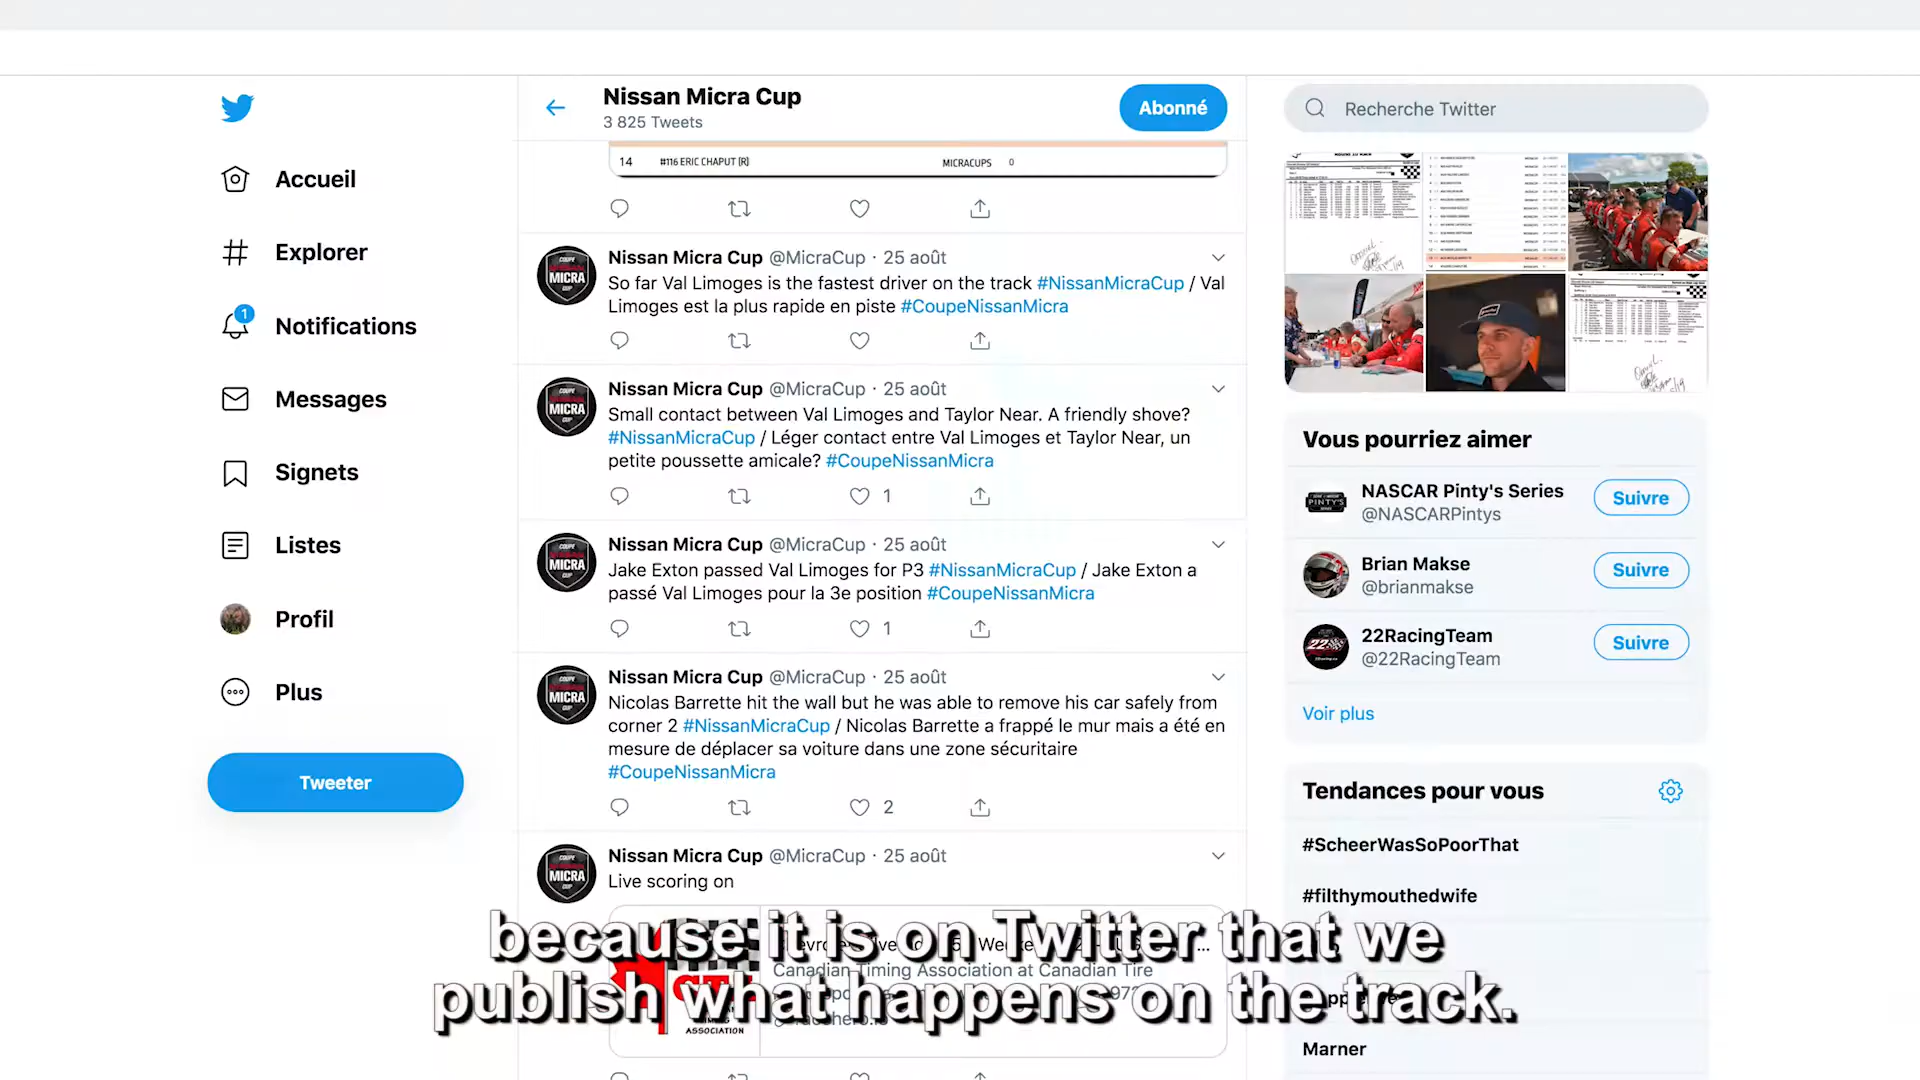 Nissan Micra Cup
3 825 Tweets
Abonné
Recherche Twitter
Accueil
Explorer
1
Notifications
Messages
Signets
Listes
Profil
Plus
Tweeter
14 #116 ERIC CHAPUT (R) MICRACUPS 0
Nissan Micra Cup @MicraCup · 25 août
So far Val Limoges is the fastest driver on the track #NissanMicraCup / Val
Limoges est la plus rapide en piste #CoupeNissanMicra
Nissan Micra Cup @MicraCup · 25 août
Small contact between Val Limoges and Taylor Near. A friendly shove?
#NissanMicraCup / Léger contact entre Val Limoges et Taylor Near, un
petite poussette amicale? #CoupeNissanMicra
1
Nissan Micra Cup @MicraCup · 25 août
Jake Exton passed Val Limoges for P3 #NissanMicraCup / Jake Exton a
passé Val Limoges pour la 3e position #CoupeNissanMicra
1
Nissan Micra Cup @MicraCup · 25 août
Nicolas Barrette hit the wall but he was able to remove his car safely from
corner 2 #NissanMicraCup / Nicolas Barrette a frappé le mur mais a été en
mesure de déplacer sa voiture dans une zone sécuritaire
#CoupeNissanMicra
2
Nissan Micra Cup @MicraCup · 25 août
Live scoring on
Canadian Timing Association at Canadian Tire
ASSOCIATION
because it is on Twitter that we
publish what happens on the track.
Vous pourriez aimer
NASCAR Pinty's Series
@NASCARPintys
Suivre
Brian Makse
@brianmakse
Suivre
22RacingTeam
@22RacingTeam
Suivre
Voir plus
Tendances pour vous
#ScheerWasSoPoorThat
#filthymouthedwife
Marner